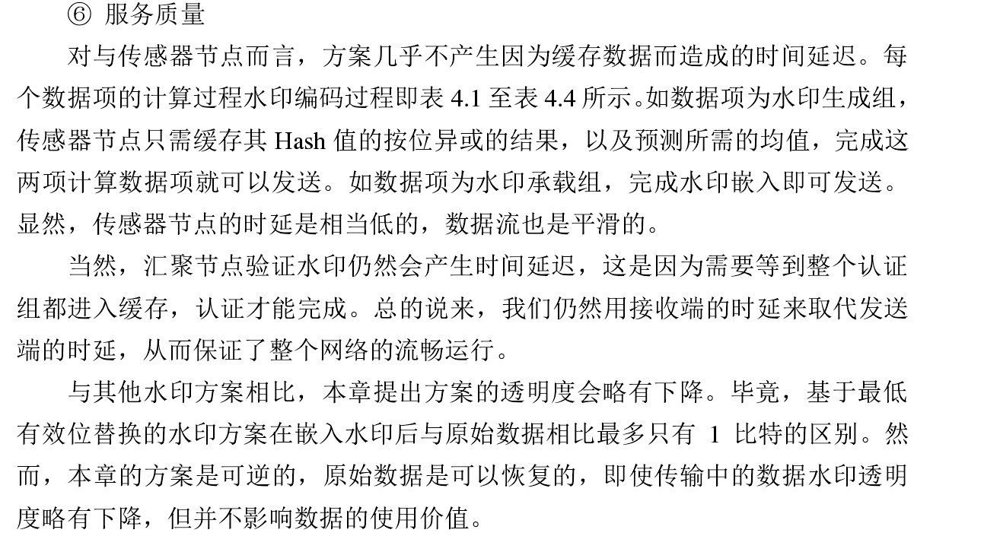 ⑥ 服务质量
对与传感器节点而言，方案几乎不产生因为缓存数据而造成的时间延迟。每
个数据项的计算过程水印编码过程即表 4.1 至表 4.4 所示。如数据项为水印生成组，
传感器节点只需缓存其 Hash 值的按位异或的结果，以及预测所需的均值，完成这
两项计算数据项就可以发送。如数据项为水印承载组，完成水印嵌入即可发送。
显然，传感器节点的时延是相当低的，数据流也是平滑的。
当然，汇聚节点验证水印仍然会产生时间延迟，这是因为需要等到整个认证
组都进入缓存，认证才能完成。总的说来，我们仍然用接收端的时延来取代发送
端的时延，从而保证了整个网络的流畅运行。
与其他水印方案相比，本章提出方案的透明度会略有下降。毕竟，基于最低
有效位替换的水印方案在嵌入水印后与原始数据相比最多只有 1 比特的区别。然
而，本章的方案是可逆的，原始数据是可以恢复的，即使传输中的数据水印透明
度略有下降，但并不影响数据的使用价值。